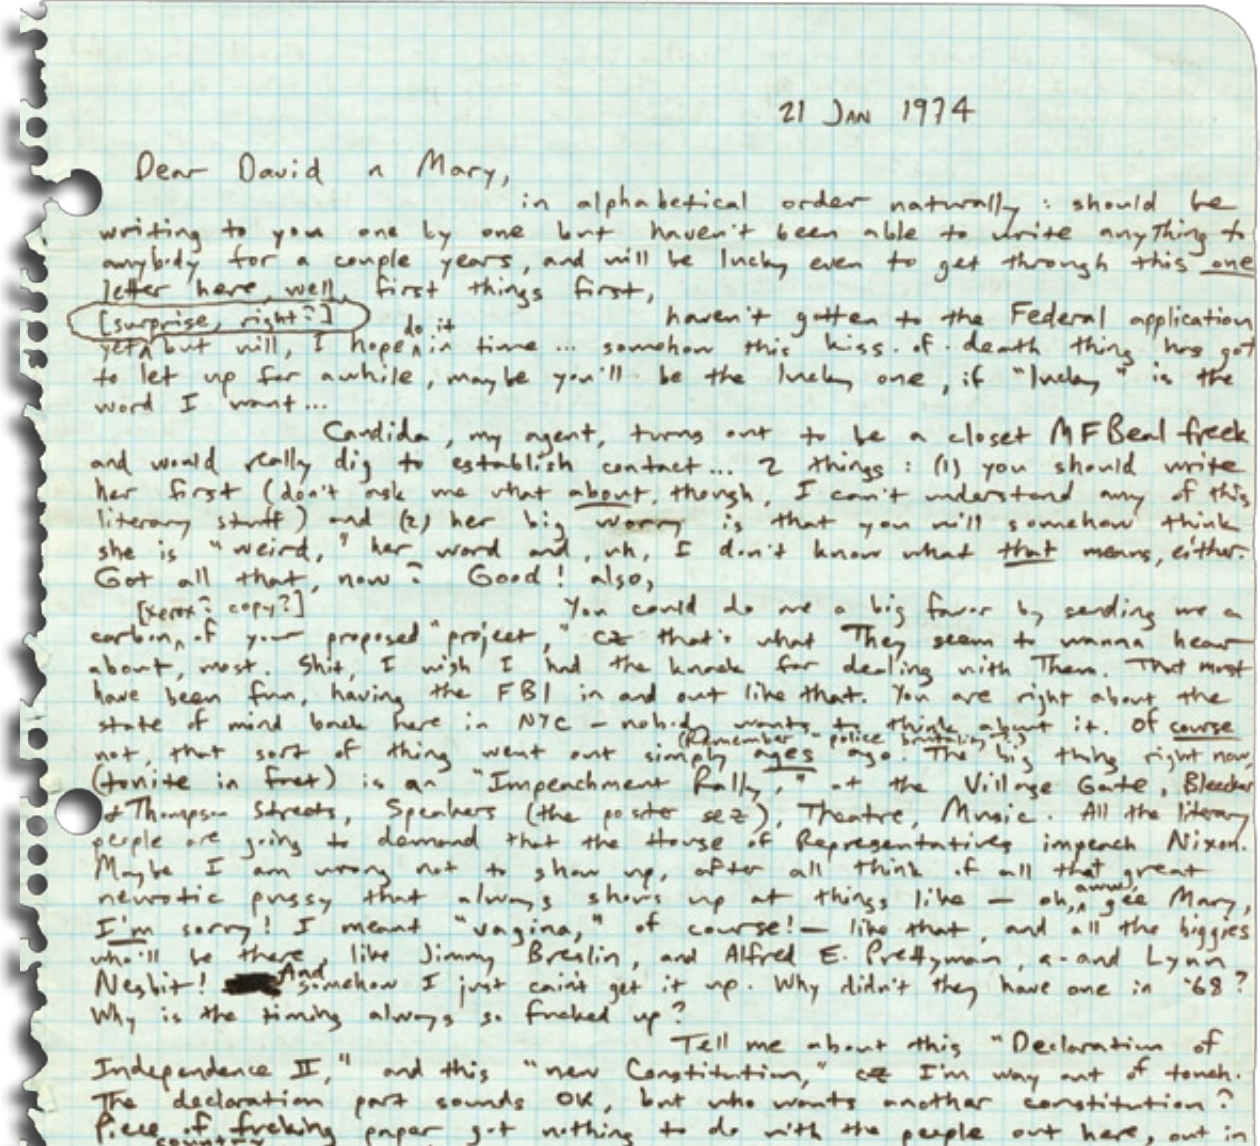 21 JAN 1974
Dear David n Mary,
in alphabetical order naturally : should be
writing to you one by one but haven't been able to write anything to
anybody for a couple years, and will be lucky even to get through this one
letter here, well, first things first,
[surprise, right?]
haven't gotten to the Federal application
do it
yet, but will, I hope in time ... somehow this kiss-of-death thing has got
to let up for awhile, maybe you'll be the lucky one, if "lucky" is the
word I want...
Candida, my agent, turns out to be a closet MF Beal freek
and would really dig to establish contact... 2 things : (1) you should write
her first (don't ask me what about, though, I can't understand any of this
literary stuff) and (2) her big worry is that you will somehow think
she is "weird," her word and, uh, I don't know what that means, either.
Got all that, now? Good! also,
[xerox? copy?]
You could do me a big favor by sending me a
carbon of your proposed "project," cz that's what They seem to wanna hear
about, most. Shit, I wish I had the knack for dealing with Them. That must
have been fun, having the FBI in and out like that. You are right about the
state of mind back here in NYC - nobody wants to think about it. Of course
(Remember "police brutality"?)
not, that sort of thing went out simply ages ago. The big thing right now,
(tonite in fact) is an "Impeachment Rally," at the Village Gate, Bleecker
at Thompson Streets, Speakers (the poster sez), Theatre, Music. All the literary
people are going to demand that the House of Representatives impeach Nixon.
Maybe I am wrong not to show up, after all think of all that great
aww,
neurotic pussy that always shows up at things like - oh, gee Mary,
I'm sorry! I meant "vagina," of course! - like that, and all the biggies
who'll be there, like Jimmy Breslin, and Alfred E. Prettyman, a-and Lynn
Nesbit! And somehow I just cain't get it up. Why didn't they have one in '68?
Why is the timing always so fucked up?
Tell me about this "Declaration of
Independence II," and this "new Constitution," cz I'm way out of touch.
The declaration part sounds OK, but who wants another constitution?
Piece of fucking paper got nothing to do with the people out here, out in
country